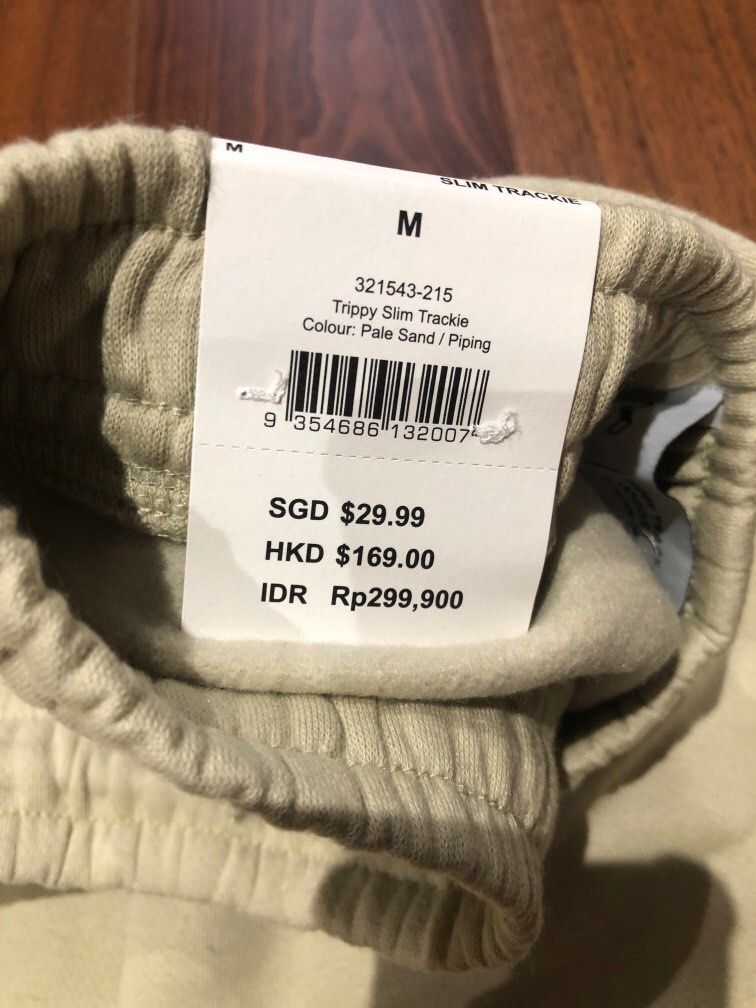 M
SLIM TRACKIE
M
321543-215
Trippy Slim Trackie
Colour: Pale Sand / Piping
9 354686 132007
SGD $29.99
HKD $169.00
IDR Rp299,900